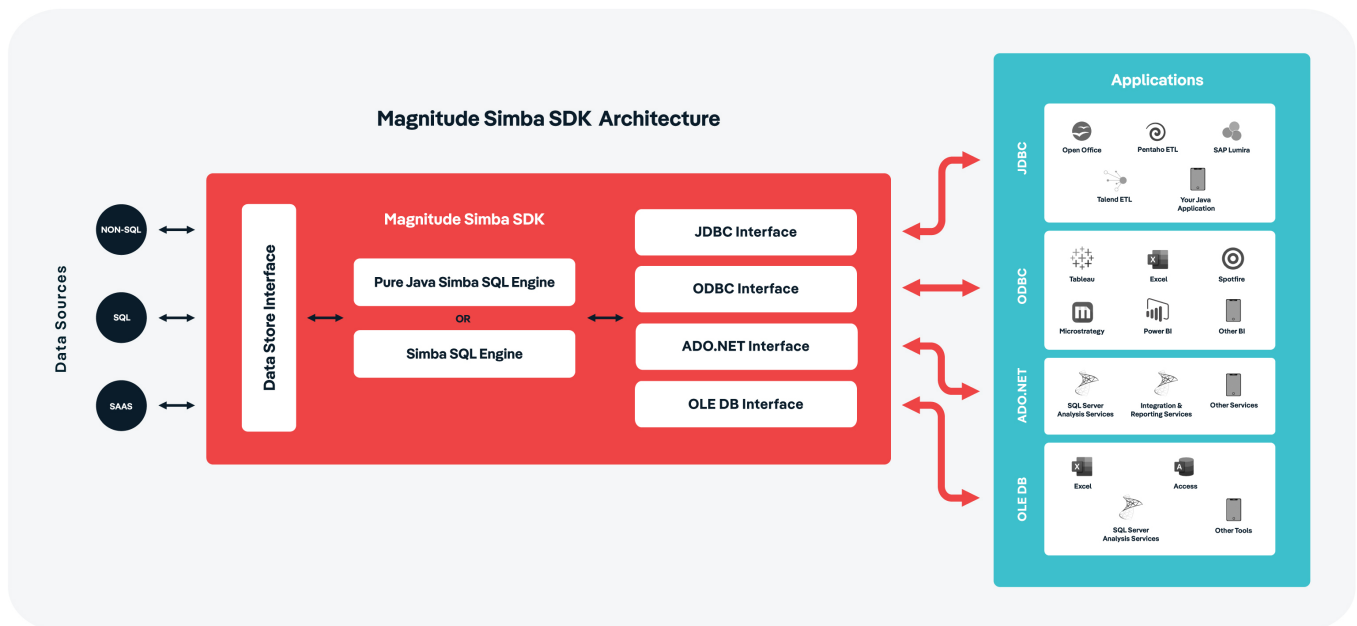 Magnitude Simba SDK Architecture
Data Sources
NON-SQL
SQL
SAAS
Data Store Interface
Magnitude Simba SDK
Pure Java Simba SQL Engine
OR
Simba SQL Engine
JDBC Interface
ODBC Interface
ADO.NET Interface
OLE DB Interface
Applications
JDBC
Open Office
Pentaho ETL
SAP Lumira
Talend ETL
Your Java
Application
ODBC
Tableau
Excel
Spotfire
Microstrategy
Power BI
Other BI
ADO.NET
SQL Server
Analysis Services
Integration &
Reporting Services
Other Services
OLE DB
Excel
Access
SQL Server
Analysis Services
Other Tools